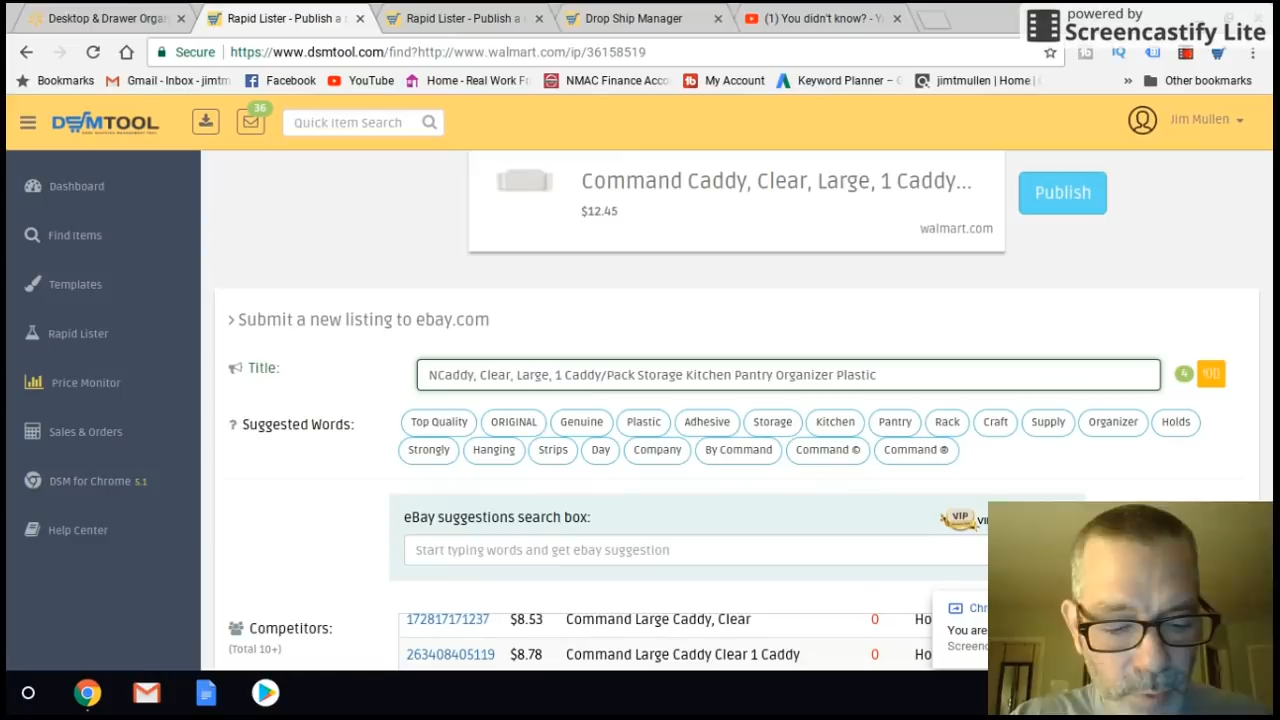 Desktop & Drawer Orga
Rapid Lister - Publish a
Rapid Lister - Publish a
Drop Ship Manager
(1) You didn't know? - Y
powered by
Screencastify Lite
Secure
https://www.dsmtool.com/find?http://www.walmart.com/ip/36158519
Bookmarks
Gmail - Inbox - jimtm
Facebook
YouTube
Home - Real Work Fr
NMAC Finance Acco
My Account
Keyword Planner –
jimtmullen | Home |
»
Other bookmarks
DSMTOOL
36
Quick Item Search
Jim Mullen
Dashboard
Find Items
Templates
Rapid Lister
Price Monitor
Sales & Orders
DSM for Chrome 5.1
Help Center
Command Caddy, Clear, Large, 1 Caddy...
$12.45
walmart.com
Publish
> Submit a new listing to ebay.com
Title:
NCaddy, Clear, Large, 1 Caddy/Pack Storage Kitchen Pantry Organizer Plastic
4
? Suggested Words:
Top Quality
ORIGINAL
Genuine
Plastic
Adhesive
Storage
Kitchen
Pantry
Rack
Craft
Supply
Organizer
Holds
Strongly
Hanging
Strips
Day
Company
By Command
Command ©
Command ®
eBay suggestions search box:
VIP
Start typing words and get ebay suggestion
Competitors:
(Total 10+)
172817171237 $8.53 Command Large Caddy, Clear 0 Ho
263408405119 $8.78 Command Large Caddy Clear 1 Caddy 0 Ho
Chr
You are
Screenc